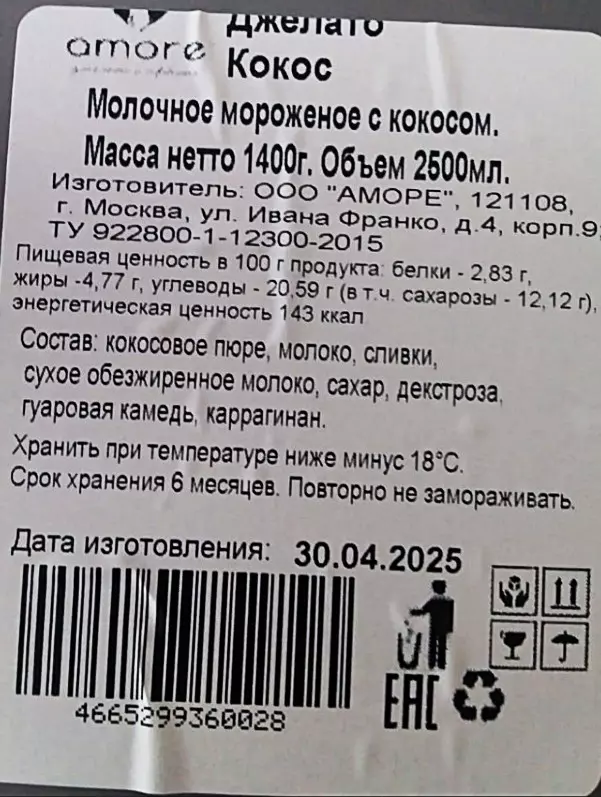 Джелато
amore
Кокос
Молочное мороженое с кокосом.
Масса нетто 1400г. Объем 2500мл.
Изготовитель: ООО "АМОРЕ", 121108,
г. Москва, ул. Ивана Франко, д.4, корп.9
ТУ 922800-1-12300-2015
Пищевая ценность в 100 г продукта: белки - 2,83 г,
жиры -4,77 г, углеводы - 20,59 г (в т.ч. сахарозы - 12,12 г),
энергетическая ценность 143 ккал
Состав: кокосовое пюре, молоко, сливки,
сухое обезжиренное молоко, сахар, декстроза,
гуаровая камедь, каррагинан.
Хранить при температуре ниже минус 18°С.
Срок хранения 6 месяцев. Повторно не замораживать.
Дата изготовления: 30.04.2025
4665299360028
EAC